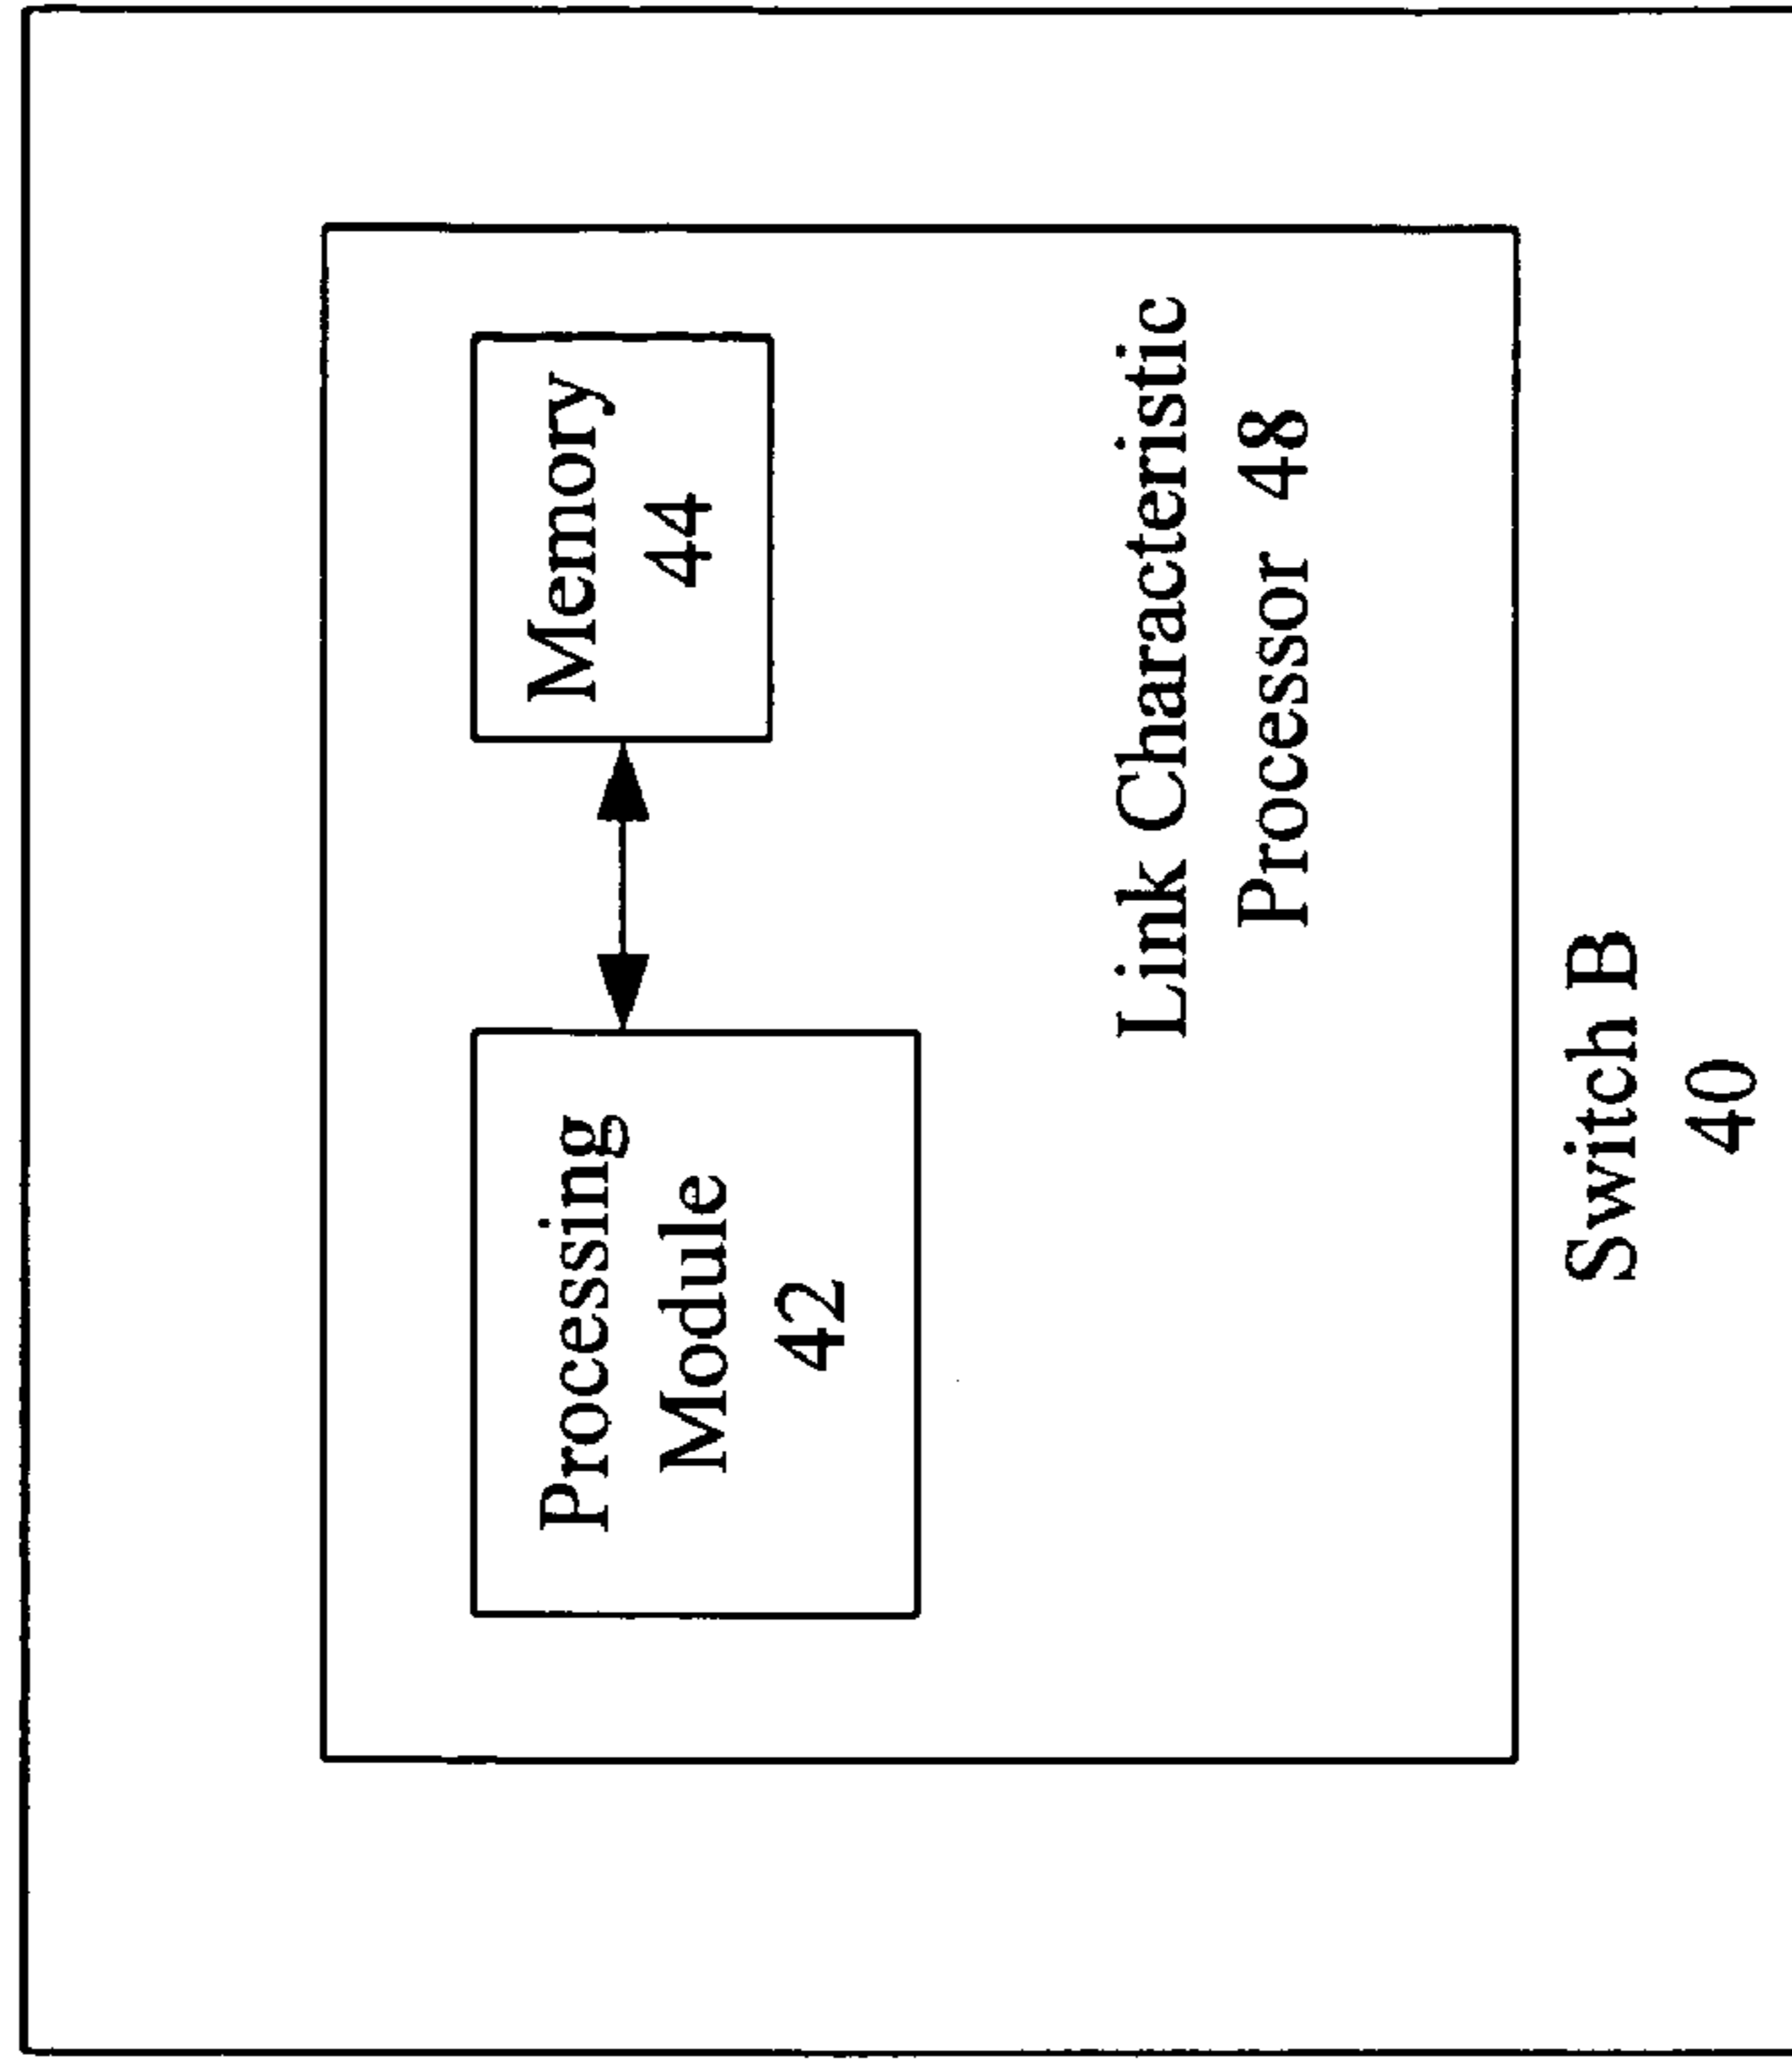 Processing
Module
42
Memory
44
Link Characteristic
Processor 48
Switch B
40